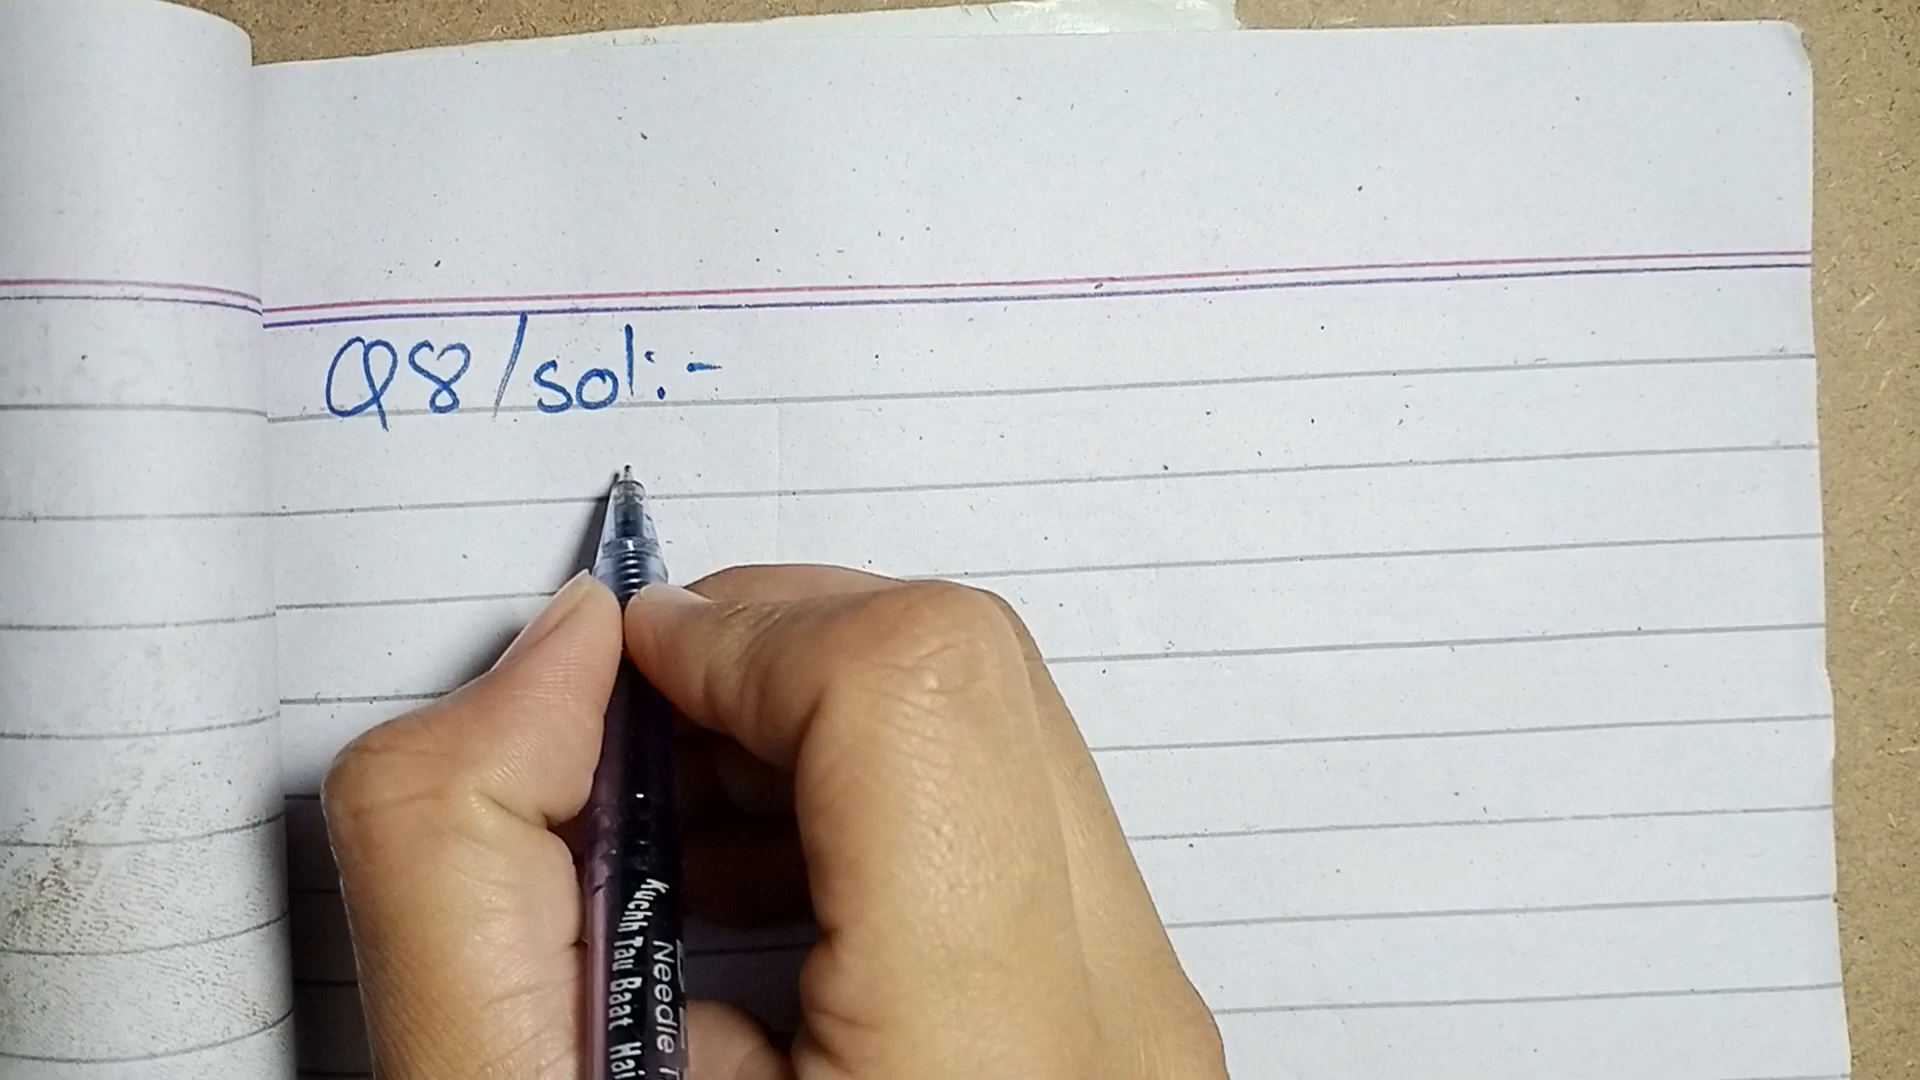 Q8/sol:-
Kuchh Tau Baat Hai
Needle